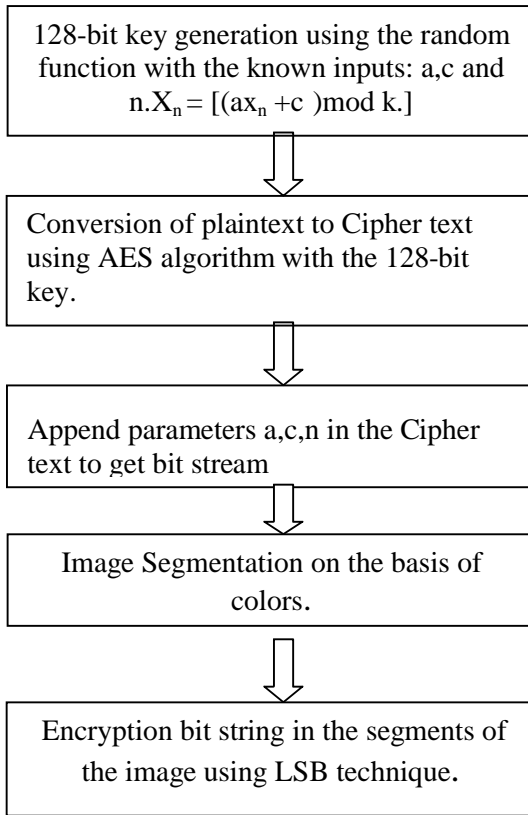 128-bit key generation using the random
function with the known inputs: a,c and
n.Xₙ = [(axₙ +c )mod k.]
Conversion of plaintext to Cipher text
using AES algorithm with the 128-bit
key.
Append parameters a,c,n in the Cipher
text to get bit stream
Image Segmentation on the basis of
colors.
Encryption bit string in the segments of
the image using LSB technique.